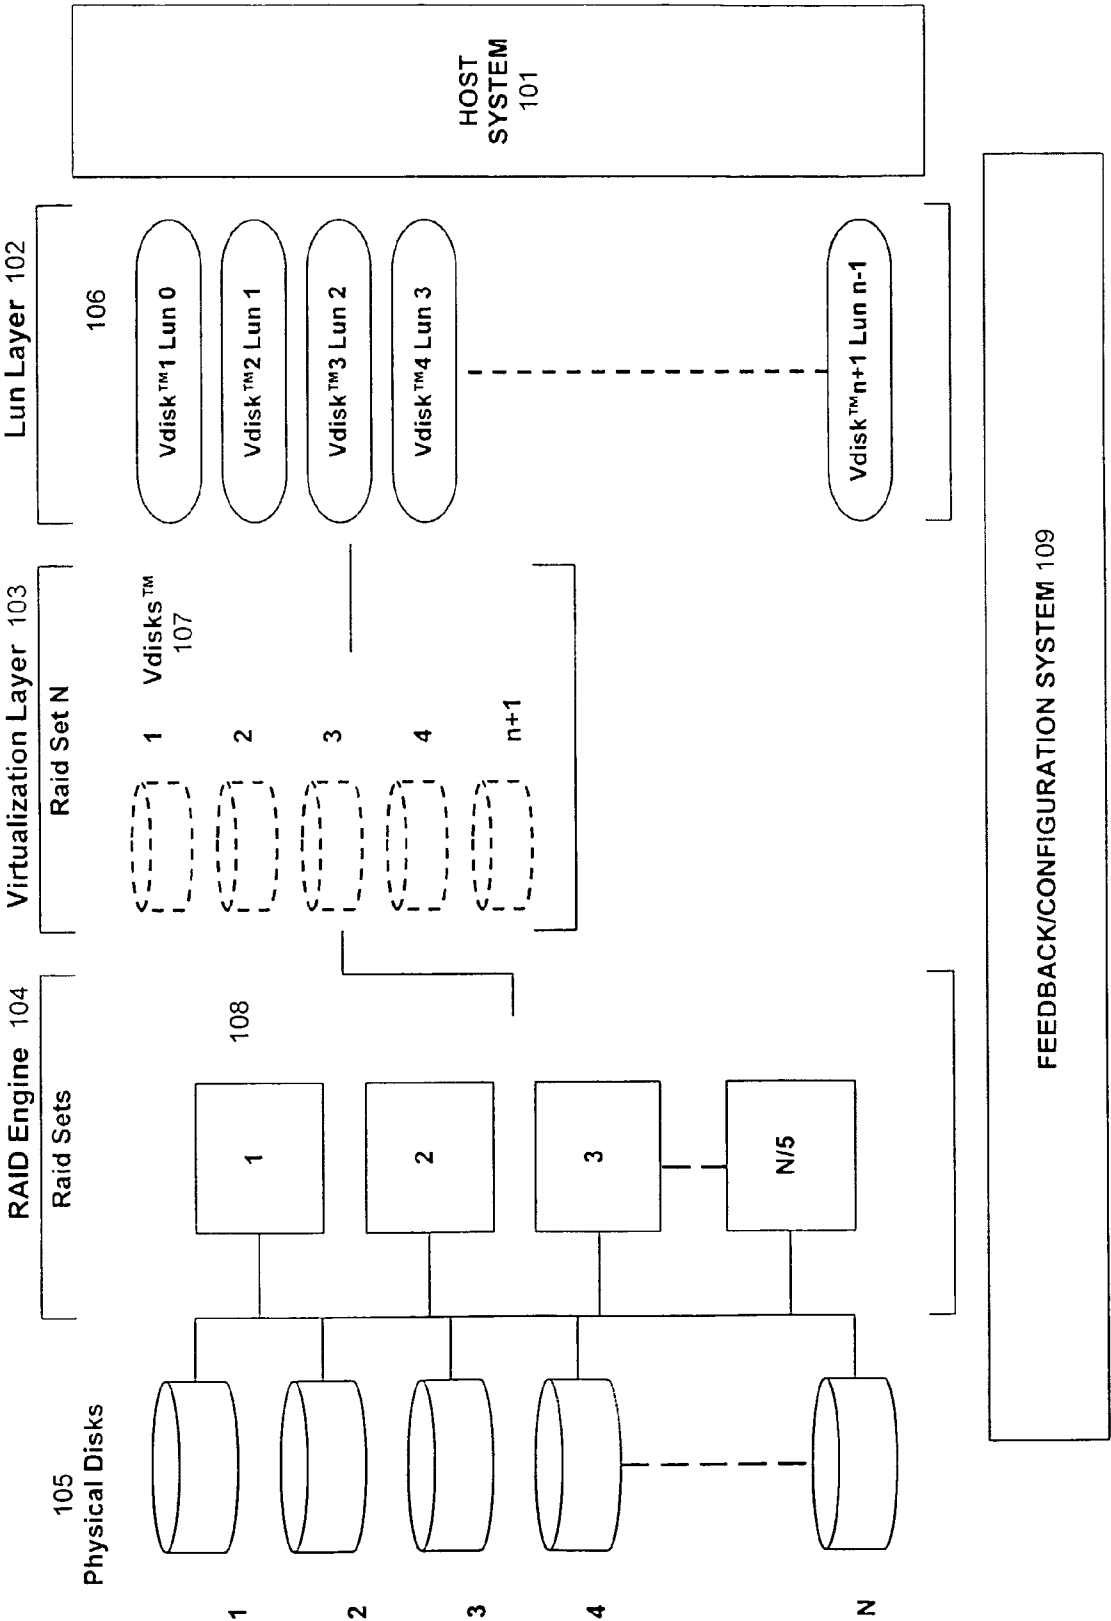 105
Physical Disks
1
2
3
4
N
RAID Engine 104
Raid Sets
108
1
2
3
N/5
Virtualization Layer 103
Raid Set N
Vdisks™
107
1
2
3
4
n+1
Lun Layer 102
106
Vdisk™1 Lun 0
Vdisk™2 Lun 1
Vdisk™3 Lun 2
Vdisk™4 Lun 3
Vdisk™n+1 Lun n-1
HOST
SYSTEM
101
FEEDBACK/CONFIGURATION SYSTEM 109